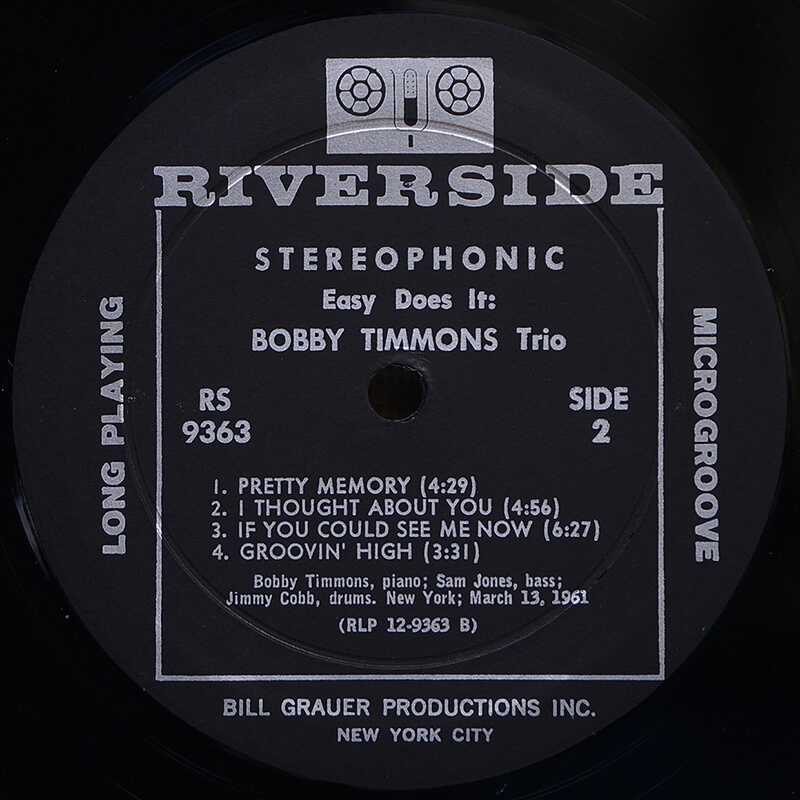 RIVERSIDE
STEREOPHONIC
Easy Does It:
BOBBY TIMMONS Trio
RS
9363
SIDE
2
LONG PLAYING
MICROGROOVE
1. PRETTY MEMORY (4:29)
2. I THOUGHT ABOUT YOU (4:56)
3. IF YOU COULD SEE ME NOW (6:27)
4. GROOVIN' HIGH (3:31)
Bobby Timmons, piano; Sam Jones, bass;
Jimmy Cobb, drums. New York; March 13, 1961
(RLP 12-9363 B)
BILL GRAUER PRODUCTIONS INC.
NEW YORK CITY